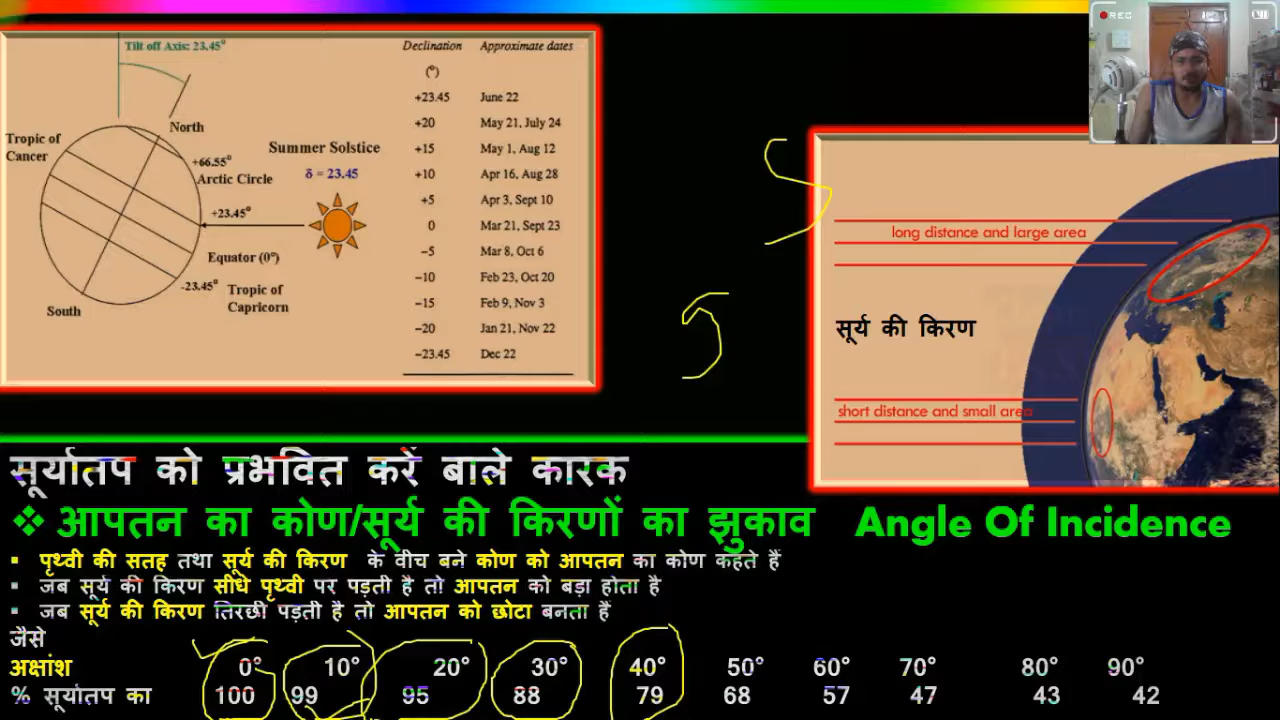 REC
Tilt off Axis: 23.45°
North
Tropic of
Cancer
+66.55°
Arctic Circle
Summer Solstice
δ = 23.45
+23.45°
Equator (0°)
-23.45°
Tropic of
Capricorn
South
Declination Approximate dates
(°)
+23.45 June 22
+20 May 21, July 24
+15 May 1, Aug 12
+10 Apr 16, Aug 28
+5 Apr 3, Sept 10
0 Mar 21, Sept 23
−5 Mar 8, Oct 6
−10 Feb 23, Oct 20
−15 Feb 9, Nov 3
−20 Jan 21, Nov 22
−23.45 Dec 22
long distance and large area
सूर्य की किरण
short distance and small area
सूर्यातप को प्रभवित करें बाले कारक
❖ आपतन का कोण/सूर्य की किरणों का झुकाव Angle Of Incidence
▪ पृथ्वी की सतह तथा सूर्य की किरण के वीच बने कोण को आपतन का कोण कहते हैं
▪ जब सूर्य की किरण सीधे पृथ्वी पर पड़ती है तो आपतन को बड़ा होता है
▪ जब सूर्य की किरण तिरछी पड़ती है तो आपतन को छोटा बनता हैं
जैसे
अक्षांश 0° 10° 20° 30° 40° 50° 60° 70° 80° 90°
% सूर्यातप का 100 99 95 88 79 68 57 47 43 42